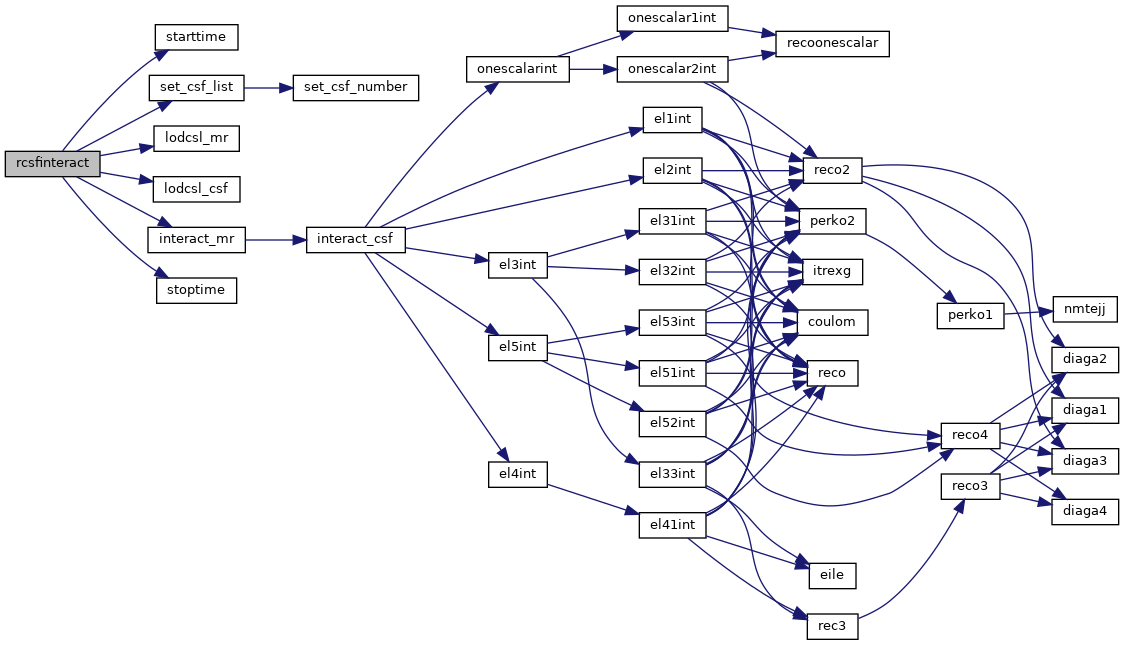 rcsfinteract
starttime
set_csf_list
lodcsl_mr
lodcsl_csf
interact_mr
stoptime
set_csf_number
interact_csf
onescalarint
el3int
el5int
el4int
onescalar1int
onescalar2int
el1int
el2int
el31int
el32int
el53int
el51int
el52int
el33int
el41int
recoonescalar
reco2
perko2
itrexg
coulom
reco
eile
rec3
perko1
reco4
reco3
nmtejj
diaga2
diaga1
diaga3
diaga4